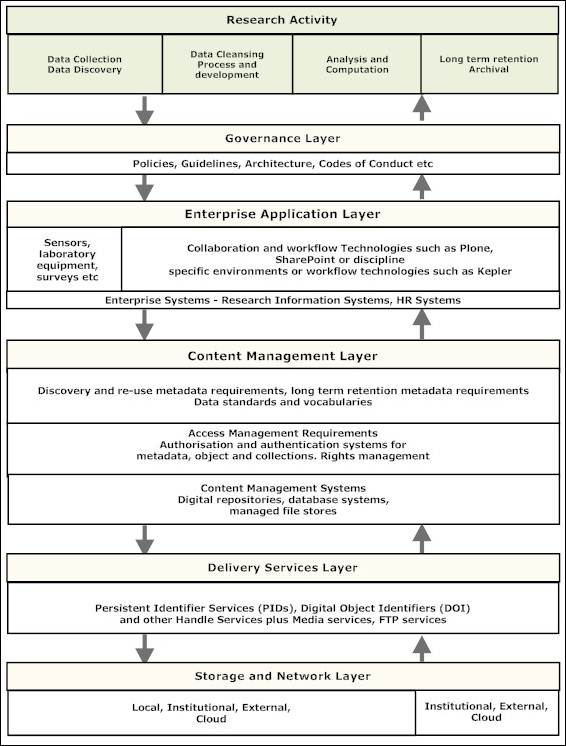 Research Activity
Data Collection
Data Discovery
Data Cleansing
Process and
development
Analysis and
Computation
Long term retention
Archival
Governance Layer
Policies, Guidelines, Architecture, Codes of Conduct etc
Enterprise Application Layer
Sensors,
laboratory
equipment,
surveys etc
Collaboration and workflow Technologies such as Plone,
SharePoint or discipline
specific environments or workflow technologies such as Kepler
Enterprise Systems - Research Information Systems, HR Systems
Content Management Layer
Discovery and re-use metadata requirements, long term retention metadata requirements
Data standards and vocabularies
Access Management Requirements
Authorisation and authentication systems for
metadata, object and collections. Rights management
Content Management Systems
Digital repositories, database systems,
managed file stores
Delivery Services Layer
Persistent Identifier Services (PIDs), Digital Object Identifiers (DOI)
and other Handle Services plus Media services, FTP services
Storage and Network Layer
Local, Institutional, External,
Cloud
Institutional, External,
Cloud